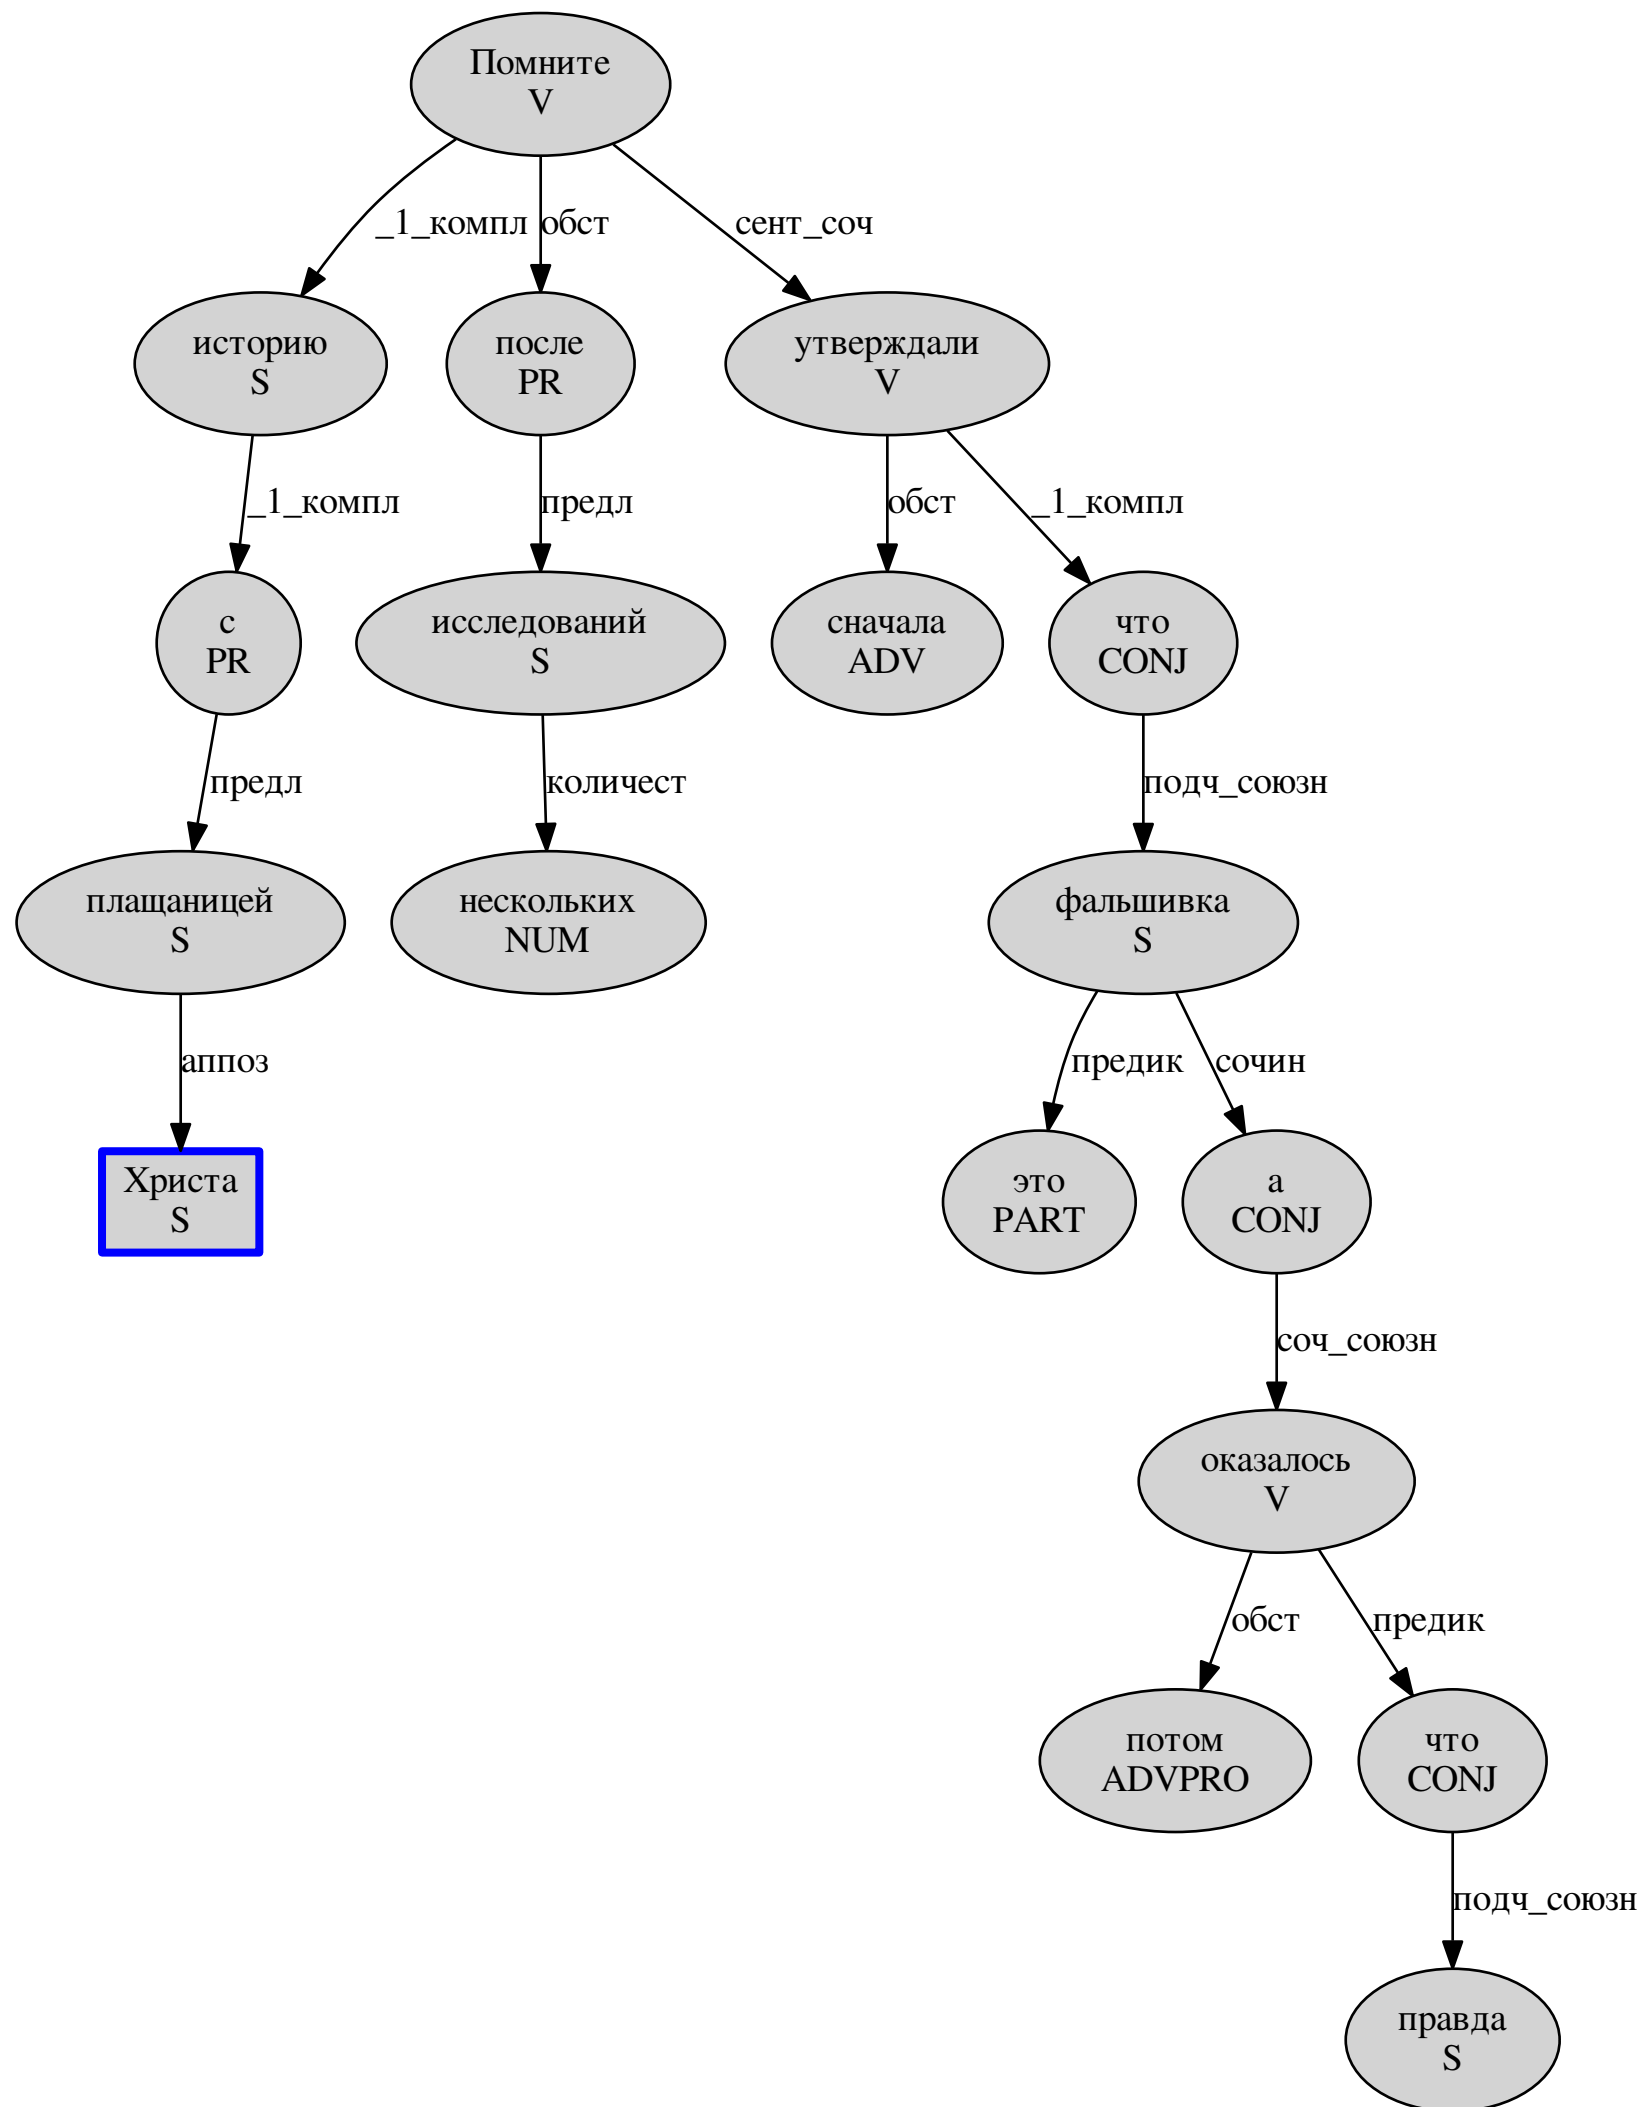 Помните
V
_1_компл
обст
сент_соч
историю
S
после
PR
утверждали
V
_1_компл
предл
обст
_1_компл
с
PR
исследований
S
сначала
ADV
что
CONJ
предл
количест
подч_союзн
плащаницей
S
нескольких
NUM
фальшивка
S
аппоз
предик
сочин
Христа
S
это
PART
а
CONJ
соч_союзн
оказалось
V
обст
предик
потом
ADVPRO
что
CONJ
подч_союзн
правда
S